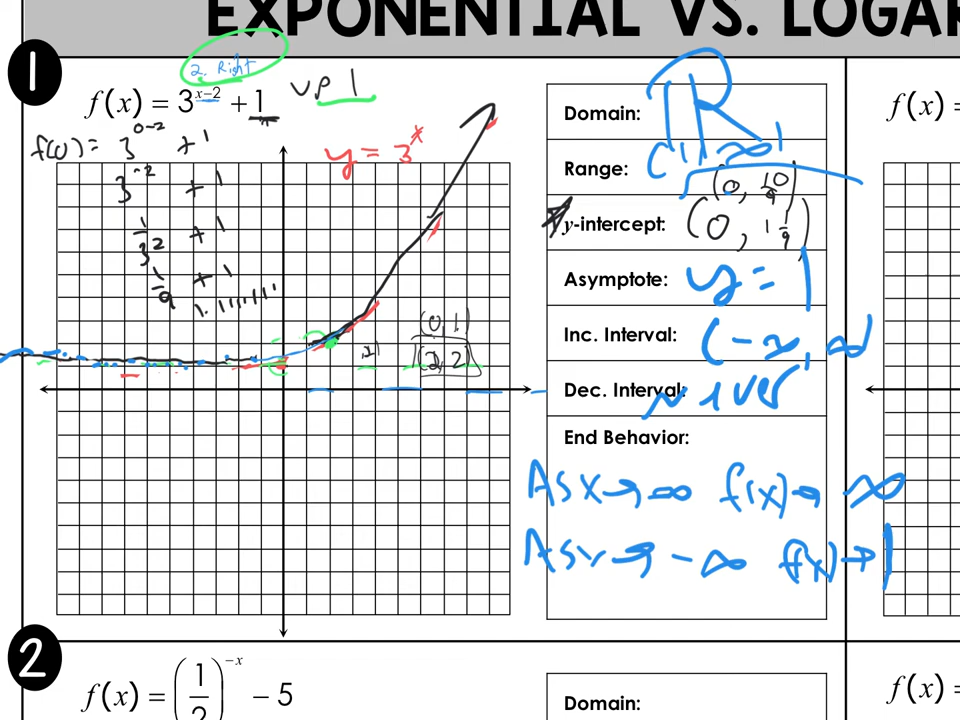 EXPONENTIAL VS. LOGAR
1
2. Right
f(x) = 3^{x-2} + 1
up 1
f(0) = 3^{0-2} + 1
3^{-2} + 1
1/3^2 + 1
1/9 + 1
1.1111111
y = 3^x
(0, 1)
(2, 2)
Domain: ℝ
Range: (1, ∞)
(0, 10/9)
y-intercept: (0, 1 1/9)
Asymptote: y = 1
Inc. Interval: (-∞, ∞
Dec. Interval:
End Behavior:
As x → ∞ f(x) → ∞
As x → -∞ f(x) → 1
f(x) =
2
f(x) = (1/2)^{-x} - 5
Domain:
f(x) =